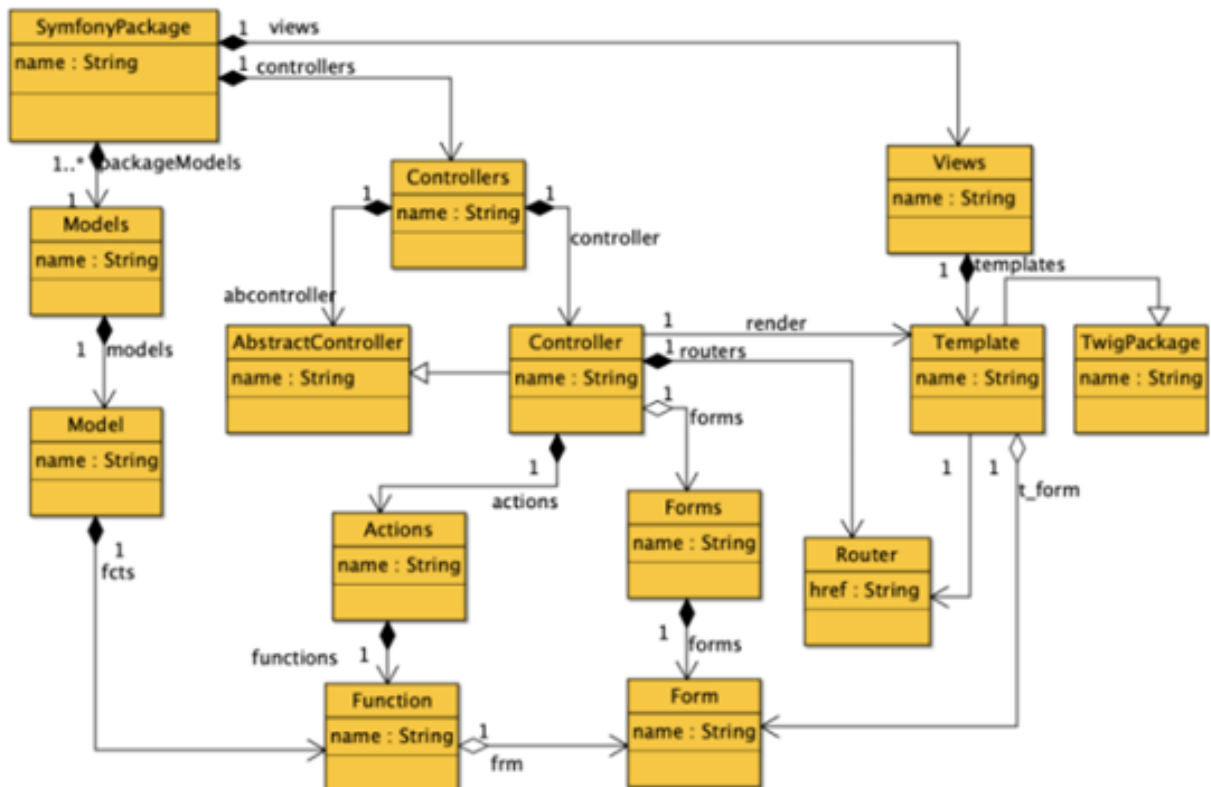 SymfonyPackage
name : String
1 views
1 controllers
1..* packageModels
1
Models
name : String
1 models
Model
name : String
1
fcts
Controllers
name : String
1
1
controller
abcontroller
AbstractController
name : String
Controller
name : String
1 render
1 routers
1
forms
1
actions
Actions
name : String
functions 1
Function
name : String
1
frm
Forms
name : String
1 forms
Form
name : String
Views
name : String
1 templates
Template
name : String
TwigPackage
name : String
1
1
t_form
Router
href : String